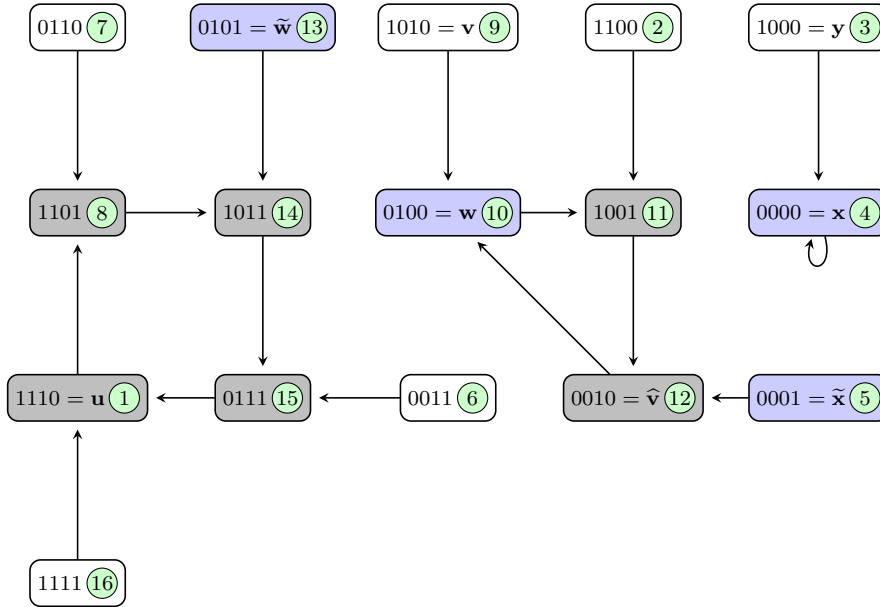 0110 7
0101 = w̃ 13
1010 = v 9
1100 2
1000 = y 3
1101 8
1011 14
0100 = w 10
1001 11
0000 = x 4
1110 = u 1
0111 15
0011 6
0010 = v̂ 12
0001 = x̃ 5
1111 16